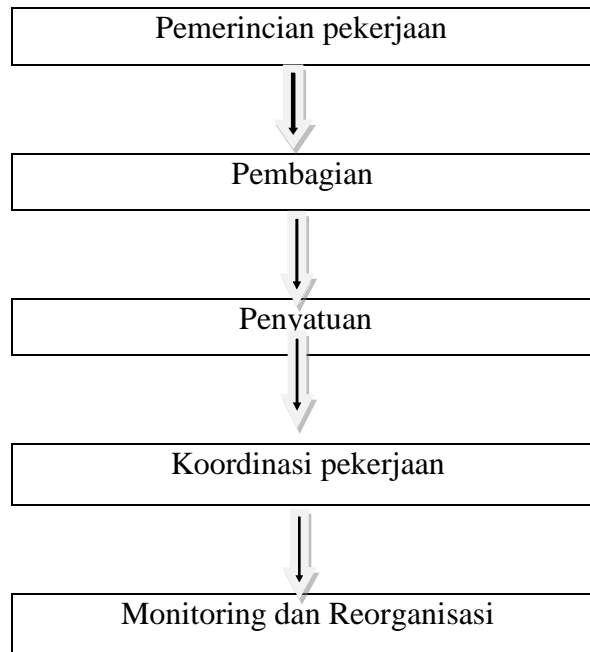 Pemerincian pekerjaan
Pembagian
Penyatuan
Koordinasi pekerjaan
Monitoring dan Reorganisasi